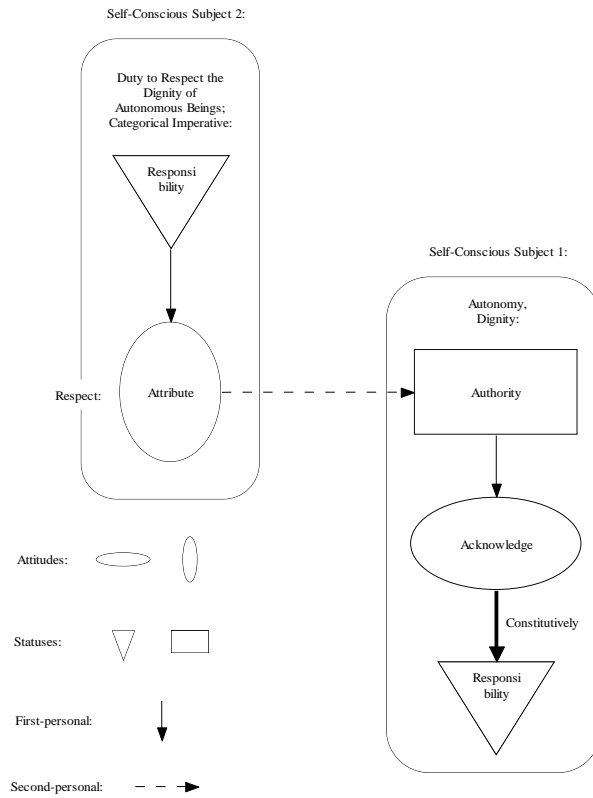 Self-Conscious Subject 2:
Duty to Respect the
Dignity of
Autonomous Beings;
Categorical Imperative:
Responsi
bility
Respect:
Attribute
Self-Conscious Subject 1:
Autonomy,
Dignity:
Authority
Acknowledge
Constitutively
Responsi
bility
Attitudes:
Statuses:
First-personal:
Second-personal: